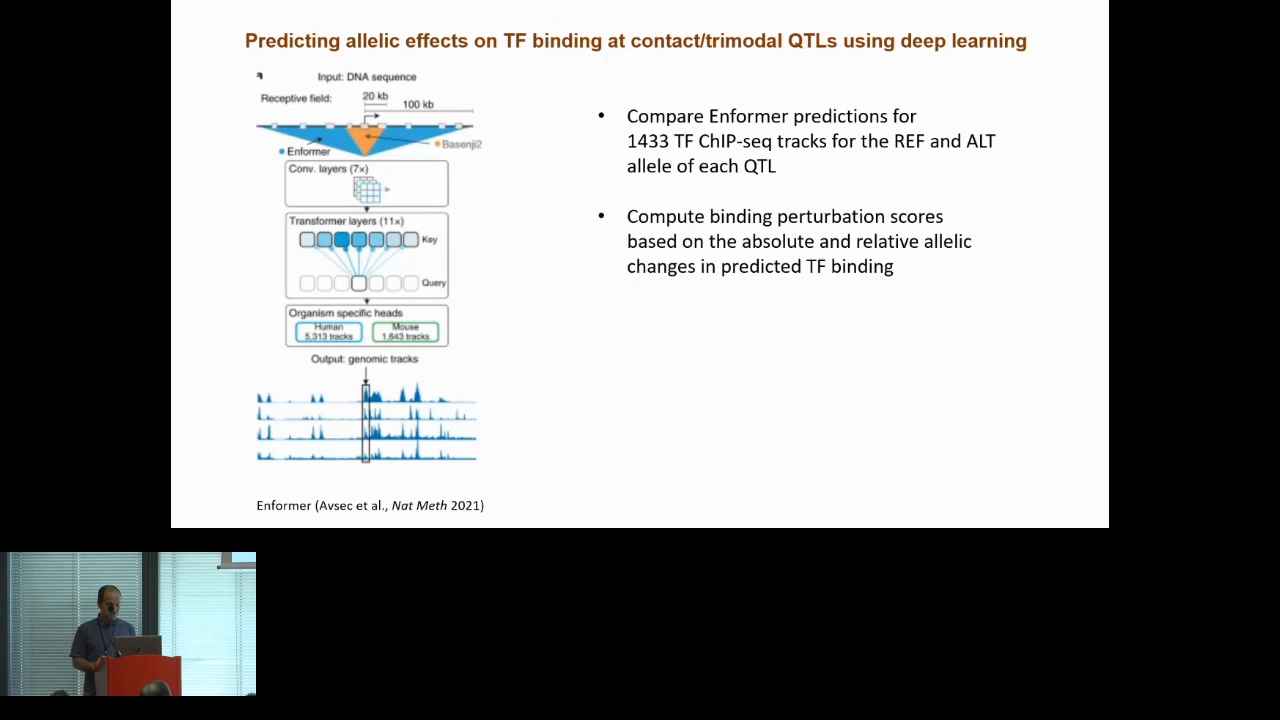 Predicting allelic effects on TF binding at contact/trimodal QTLs using deep learning
a
Input: DNA sequence
Receptive field:
20 kb
100 kb
Enformer
Basenji2
Conv. layers (7×)
Transformer layers (11×)
Key
Query
Organism specific heads
Human
5,313 tracks
Mouse
1,643 tracks
Output: genomic tracks
Enformer (Avsec et al., Nat Meth 2021)
• Compare Enformer predictions for
1433 TF ChIP-seq tracks for the REF and ALT
allele of each QTL
• Compute binding perturbation scores
based on the absolute and relative allelic
changes in predicted TF binding